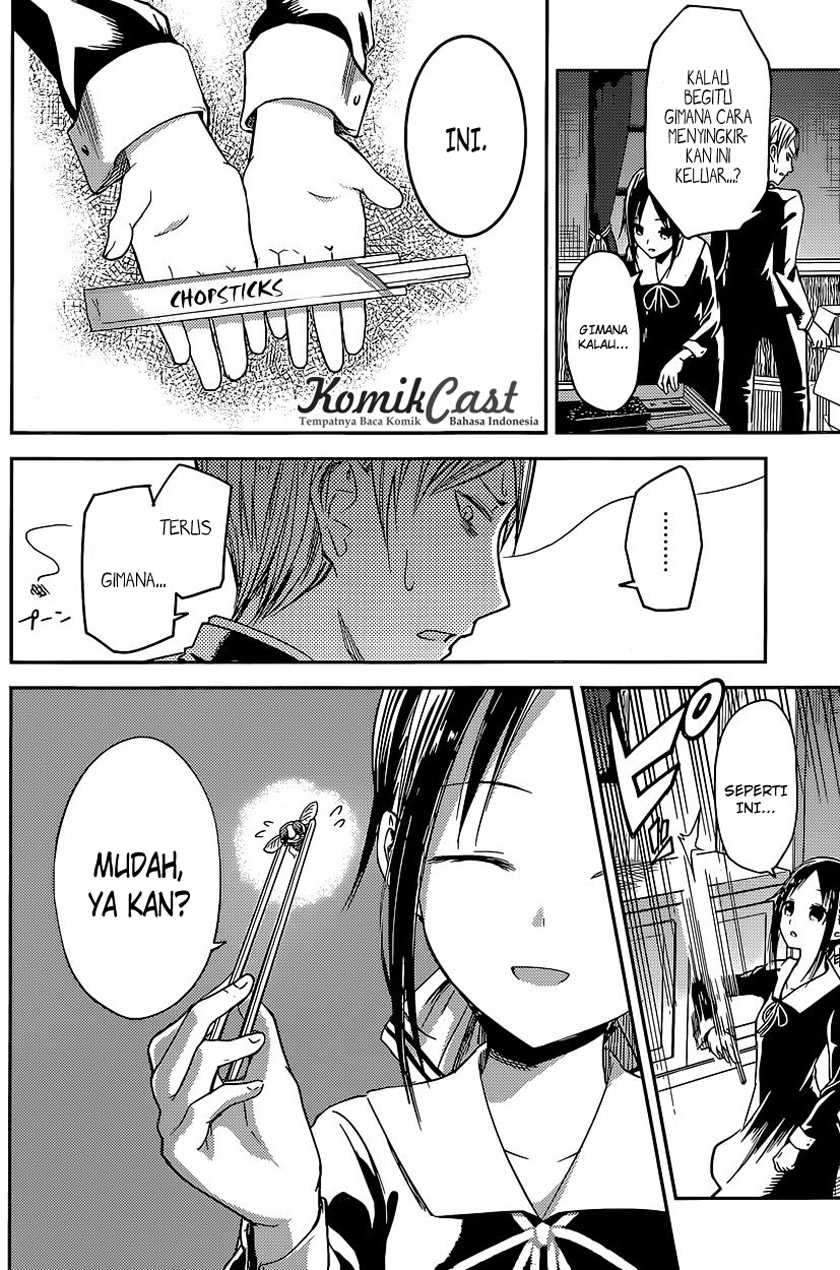 KALAU
BEGITU
GIMANA CARA
MENYINGKIR-
KAN INI
KELUAR...?
GIMANA
KALAU...
INI.
CHOPSTICKS
KomikCast
Tempatnya Baca Komik Bahasa Indonesia
........
TERUS
GIMANA...
SEPERTI
INI...
MUDAH,
YA KAN?